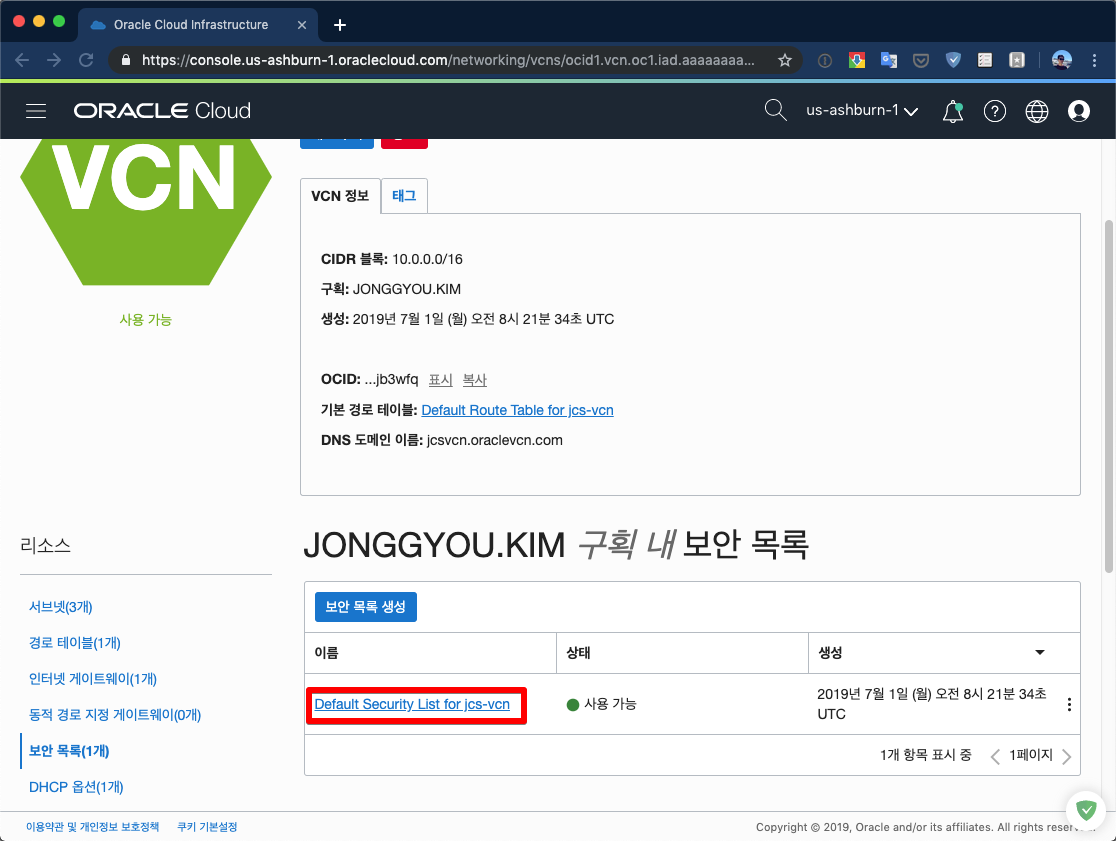 Oracle Cloud Infrastructure
https://console.us-ashburn-1.oraclecloud.com/networking/vcns/ocid1.vcn.oc1.iad.aaaaaaaa...
ORACLE Cloud
us-ashburn-1
VCN
사용 가능
VCN 정보
태그
CIDR 블록: 10.0.0.0/16
구획: JONGGYOU.KIM
생성: 2019년 7월 1일 (월) 오전 8시 21분 34초 UTC
OCID: ...jb3wfq 표시 복사
기본 경로 테이블: Default Route Table for jcs-vcn
DNS 도메인 이름: jcsvcn.oraclevcn.com
리소스
서브넷(3개)
경로 테이블(1개)
인터넷 게이트웨이(1개)
동적 경로 지정 게이트웨이(0개)
보안 목록(1개)
DHCP 옵션(1개)
JONGGYOU.KIM 구획 내 보안 목록
보안 목록 생성
이름 상태 생성
Default Security List for jcs-vcn 사용 가능 2019년 7월 1일 (월) 오전 8시 21분 34초
UTC
1개 항목 표시 중 1페이지
이용약관 및 개인정보 보호정책 쿠키 기본설정
Copyright © 2019, Oracle and/or its affiliates. All rights